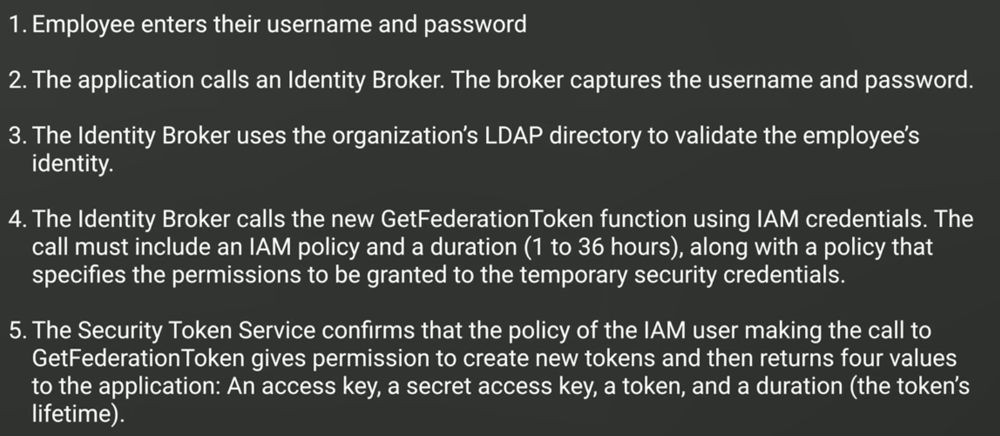 1. Employee enters their username and password
2. The application calls an Identity Broker. The broker captures the username and password.
3. The Identity Broker uses the organization’s LDAP directory to validate the employee’s
identity.
4. The Identity Broker calls the new GetFederationToken function using IAM credentials. The
call must include an IAM policy and a duration (1 to 36 hours), along with a policy that
specifies the permissions to be granted to the temporary security credentials.
5. The Security Token Service confirms that the policy of the IAM user making the call to
GetFederationToken gives permission to create new tokens and then returns four values
to the application: An access key, a secret access key, a token, and a duration (the token’s
lifetime).